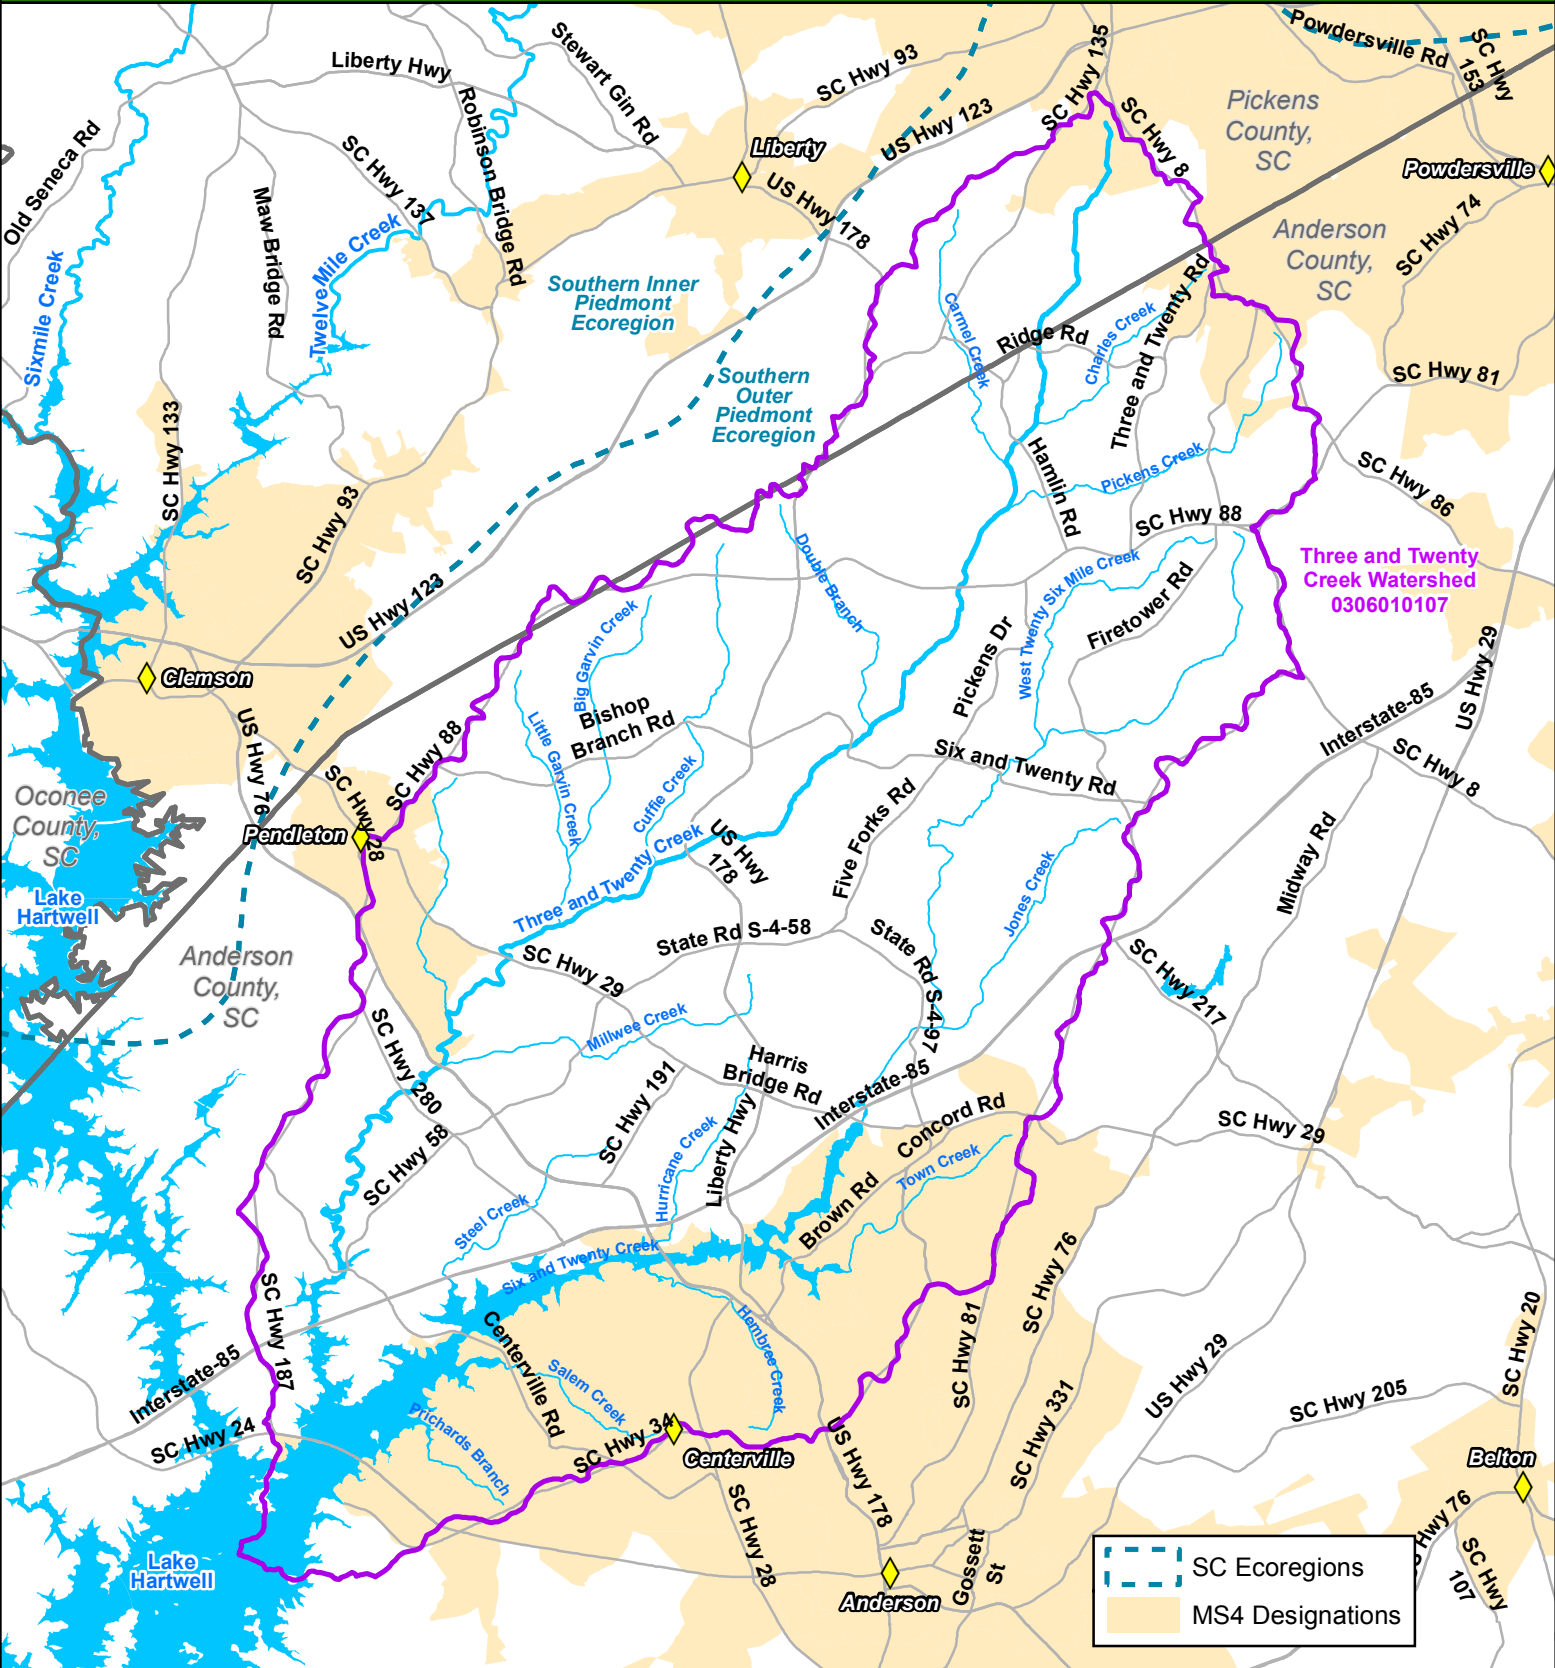 Powdersville Rd
SC Hwy
153
Stewart Gin Rd
SC Hwy 93
SC Hwy 135
Liberty Hwy
Robinson Bridge Rd
US Hwy 123
SC Hwy 8
Pickens
County,
SC
Old Seneca Rd
SC Hwy 137
Liberty
Powdersville
US Hwy 178
Maw Bridge Rd
Twelve Mile Creek
SC Hwy 74
Anderson
County,
SC
Sixmile Creek
Southern Inner
Piedmont
Ecoregion
Carmel Creek
Ridge Rd
Charles Creek
Three and Twenty Rd
SC Hwy 81
Southern
Outer
Piedmont
Ecoregion
SC Hwy 133
SC Hwy 93
Hamlin Rd
Pickens Creek
SC Hwy 86
SC Hwy 88
US Hwy 123
Double Branch
West Twenty Six Mile Creek
Firetower Rd
Three and Twenty
Creek Watershed
0306010107
Big Garvin Creek
Pickens Dr
US Hwy 29
Clemson
Bishop
Branch Rd
Interstate-85
US Hwy 76
SC Hwy 88
Little Garvin Creek
Six and Twenty Rd
SC Hwy 8
SC Hwy 28
Cuffie Creek
Oconee
County,
SC
Pendleton
Three and Twenty Creek
US Hwy
178
Five Forks Rd
Jones Creek
Midway Rd
Lake
Hartwell
State Rd S-4-58
State Rd S-4-97
SC Hwy 29
SC Hwy 217
Anderson
County,
SC
SC Hwy 280
Millwee Creek
Harris
Bridge Rd
SC Hwy 191
Interstate-85
Concord Rd
SC Hwy 29
SC Hwy 58
Hurricane Creek
Liberty Hwy
Town Creek
Brown Rd
Steel Creek
Six and Twenty Creek
SC Hwy 76
SC Hwy 187
Centerville Rd
Hembree Creek
SC Hwy 81
SC Hwy 20
Interstate-85
Salem Creek
US Hwy 29
SC Hwy 331
SC Hwy 205
SC Hwy 24
Prichards Branch
SC Hwy 34
Centerville
US Hwy 178
Belton
SC Hwy 28
Hwy 76
Lake
Hartwell
Gossett
St
SC Hwy
107
Anderson
SC Ecoregions
MS4 Designations